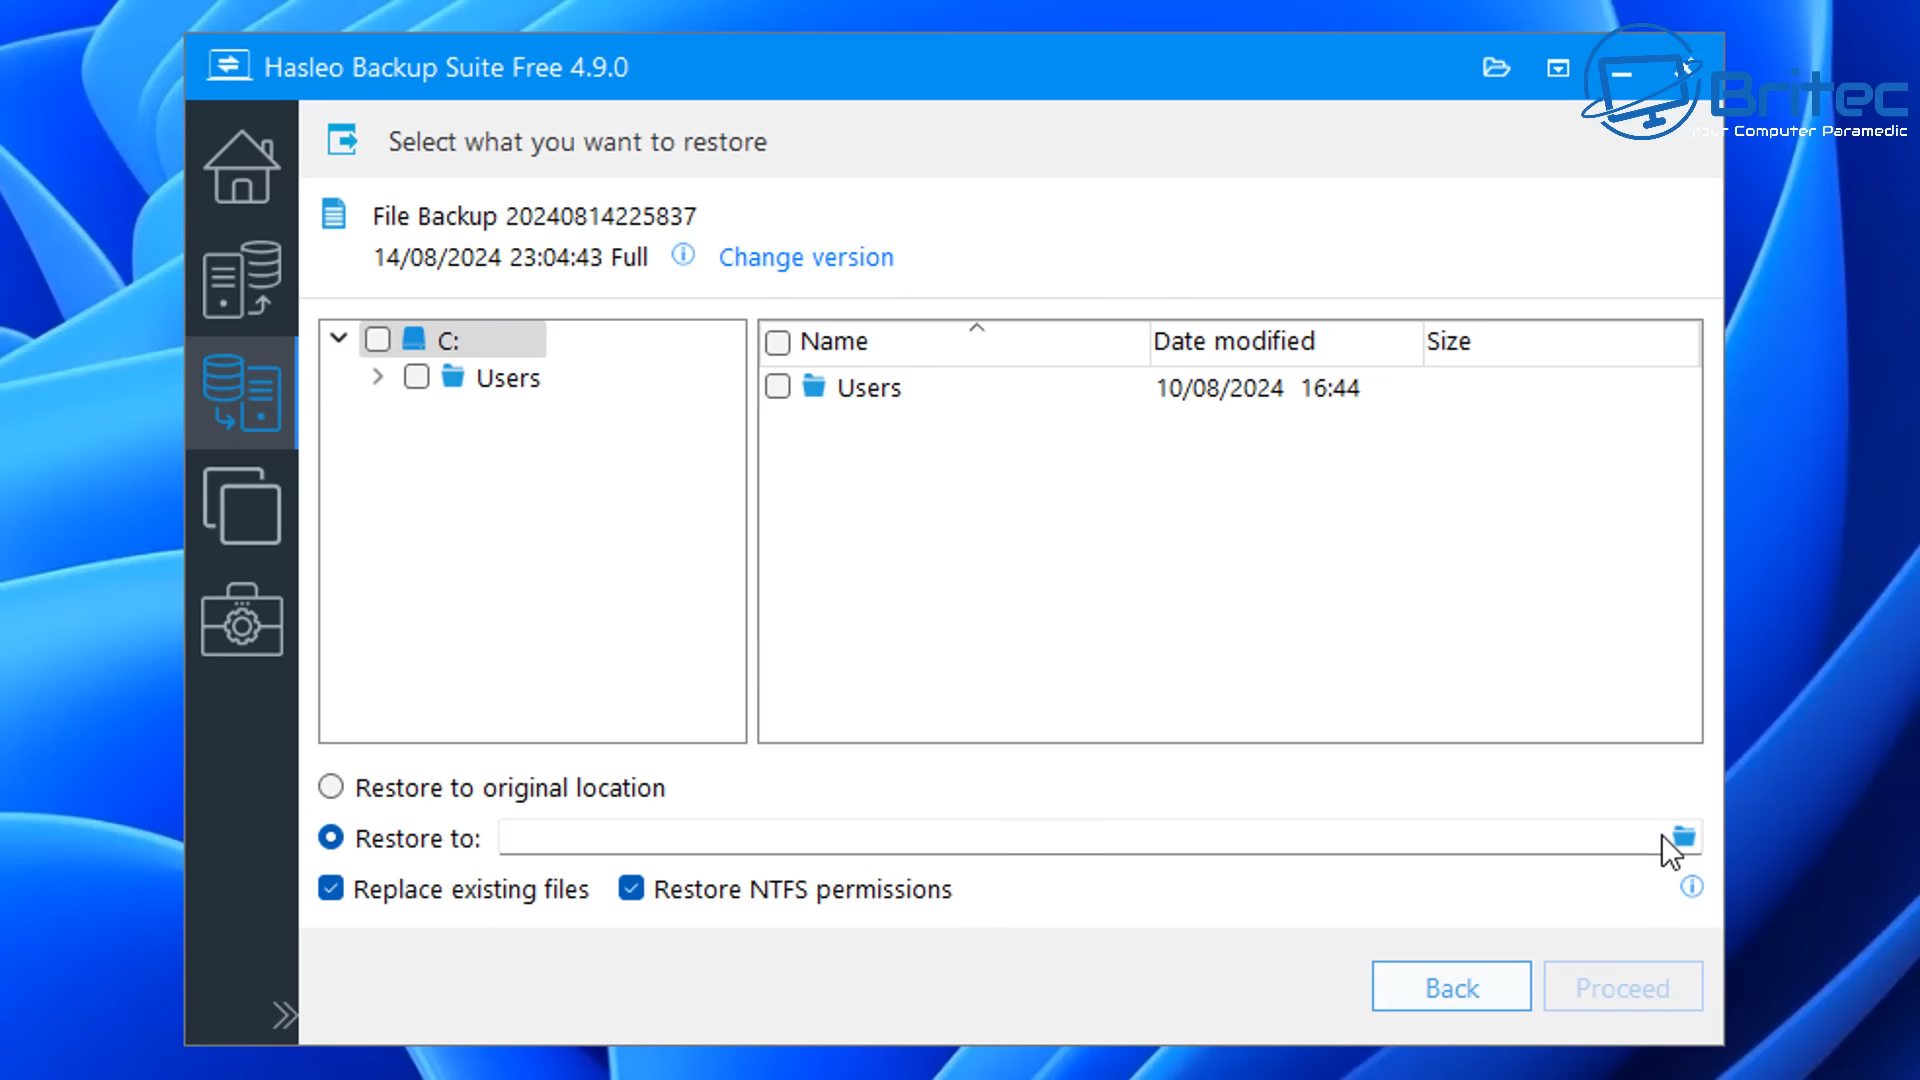 Hasleo Backup Suite Free 4.9.0
Britec
Your Computer Paramedic
Select what you want to restore
File Backup 20240814225837
14/08/2024 23:04:43 Full
Change version
C:
Users
Name
Date modified
Size
Users
10/08/2024 16:44
Restore to original location
Restore to:
Replace existing files
Restore NTFS permissions
Back
Proceed